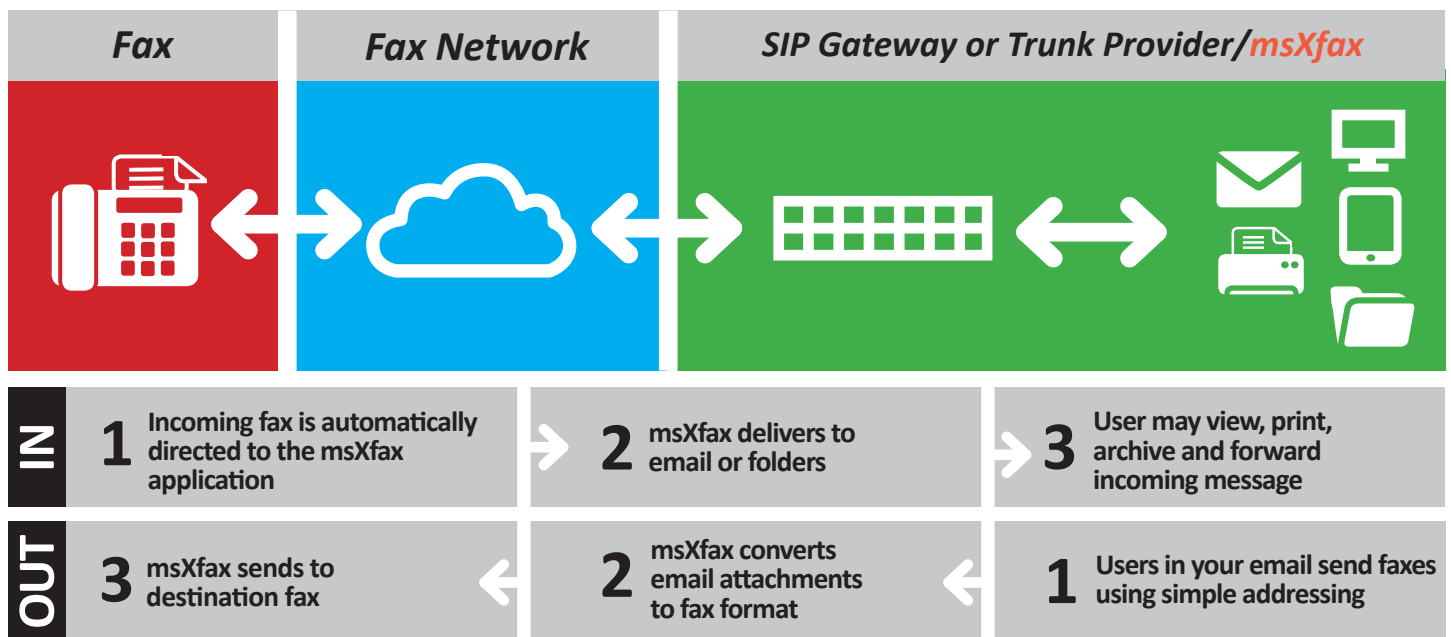 Fax
Fax Network
SIP Gateway or Trunk Provider/msXfax
IN
1
Incoming fax is automatically
directed to the msXfax
application
2
msXfax delivers to
email or folders
3
User may view, print,
archive and forward
incoming message
OUT
3
msXfax sends to
destination fax
2
msXfax converts
email attachments
to fax format
1
Users in your email send faxes
using simple addressing